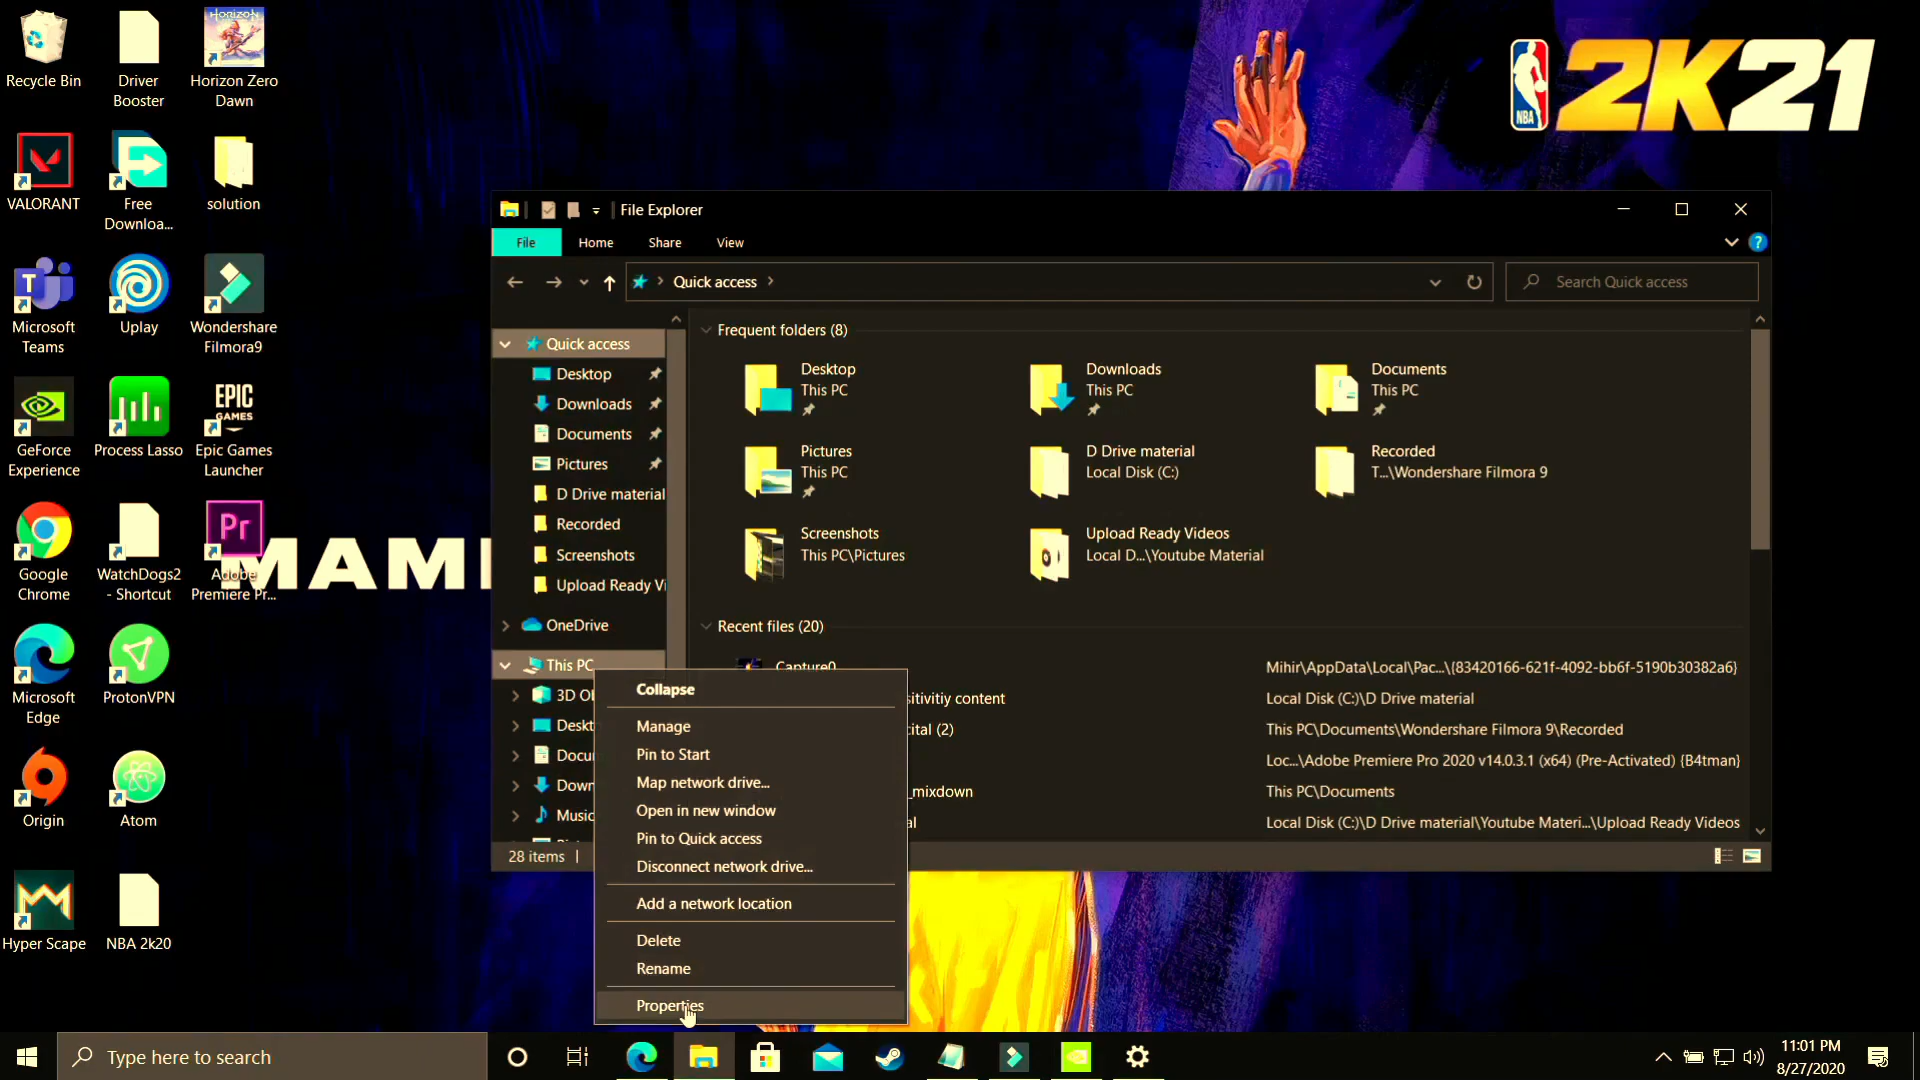 Recycle Bin
Driver
Booster
Horizon Zero
Dawn
VALORANT
Free
Downloa...
solution
Microsoft
Teams
Uplay
Wondershare
Filmora9
GeForce
Experience
Process Lasso
Epic Games
Launcher
EPIC
GAMES
Google
Chrome
WatchDogs2
- Shortcut
Pr
Adobe
Premiere Pr...
Microsoft
Edge
ProtonVPN
Origin
Atom
Hyper Scape
NBA 2k20
HORIZON
NBA
2K21
File Explorer
File
Home
Share
View
Quick access
Search Quick access
Quick access
Desktop
Downloads
Documents
Pictures
D Drive material
Recorded
Screenshots
Upload Ready Vi
OneDrive
This PC
3D Ob
Deskt
Docu
Down
Music
28 items
Frequent folders (8)
Desktop
This PC
Downloads
This PC
Documents
This PC
Pictures
This PC
D Drive material
Local Disk (C:)
Recorded
T...\Wondershare Filmora 9
Screenshots
This PC\Pictures
Upload Ready Videos
Local D...\Youtube Material
Recent files (20)
Capture0
Mihir\AppData\Local\Pac...\{83420166-621f-4092-bb6f-5190b30382a6}
sitivitiy content
Local Disk (C:)\D Drive material
ital (2)
This PC\Documents\Wondershare Filmora 9\Recorded
Loc...\Adobe Premiere Pro 2020 v14.0.3.1 (x64) (Pre-Activated) {B4tman}
_mixdown
This PC\Documents
al
Local Disk (C:)\D Drive material\Youtube Materi...\Upload Ready Videos
Collapse
Manage
Pin to Start
Map network drive...
Open in new window
Pin to Quick access
Disconnect network drive...
Add a network location
Delete
Rename
Properties
MAM
Type here to search
11:01 PM
8/27/2020